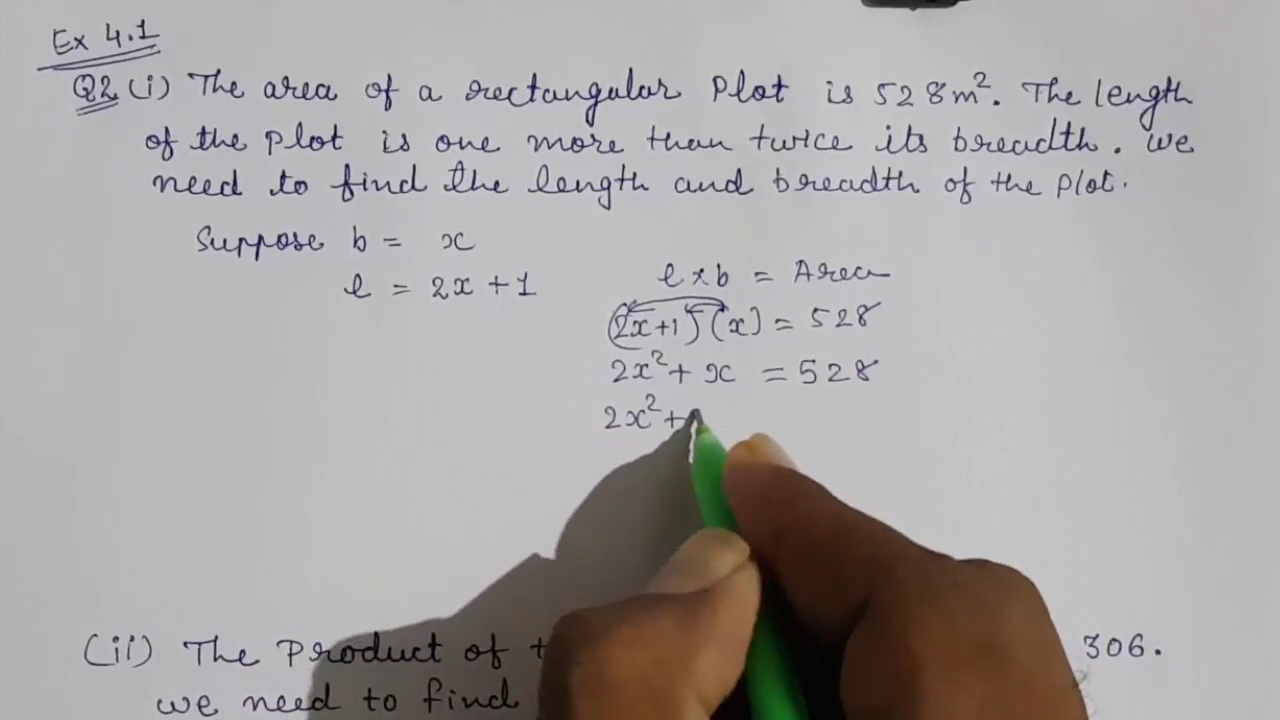 Ex 4.1
Q2 (i) The area of a rectangular Plot is 528m². The length
of the plot is one more than twice its breadth. we
need to find the length and breadth of the plot.
Suppose b = x
l = 2x + 1
l × b = Area
(2x+1) (x) = 528
2x² + x = 528
2x² +
(ii) The Product of 306.
we need to find